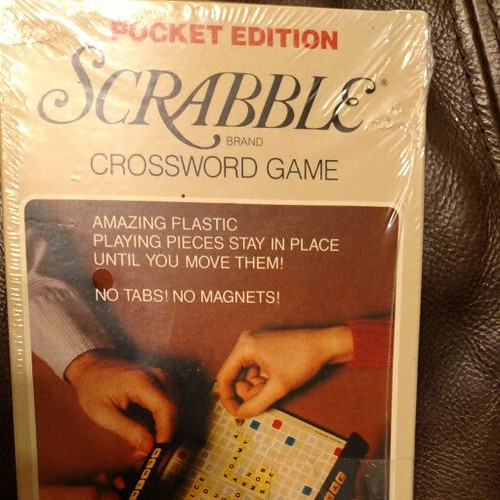 POCKET EDITION
SCRABBLE®
BRAND
CROSSWORD GAME
AMAZING PLASTIC
PLAYING PIECES STAY IN PLACE
UNTIL YOU MOVE THEM!
NO TABS! NO MAGNETS!